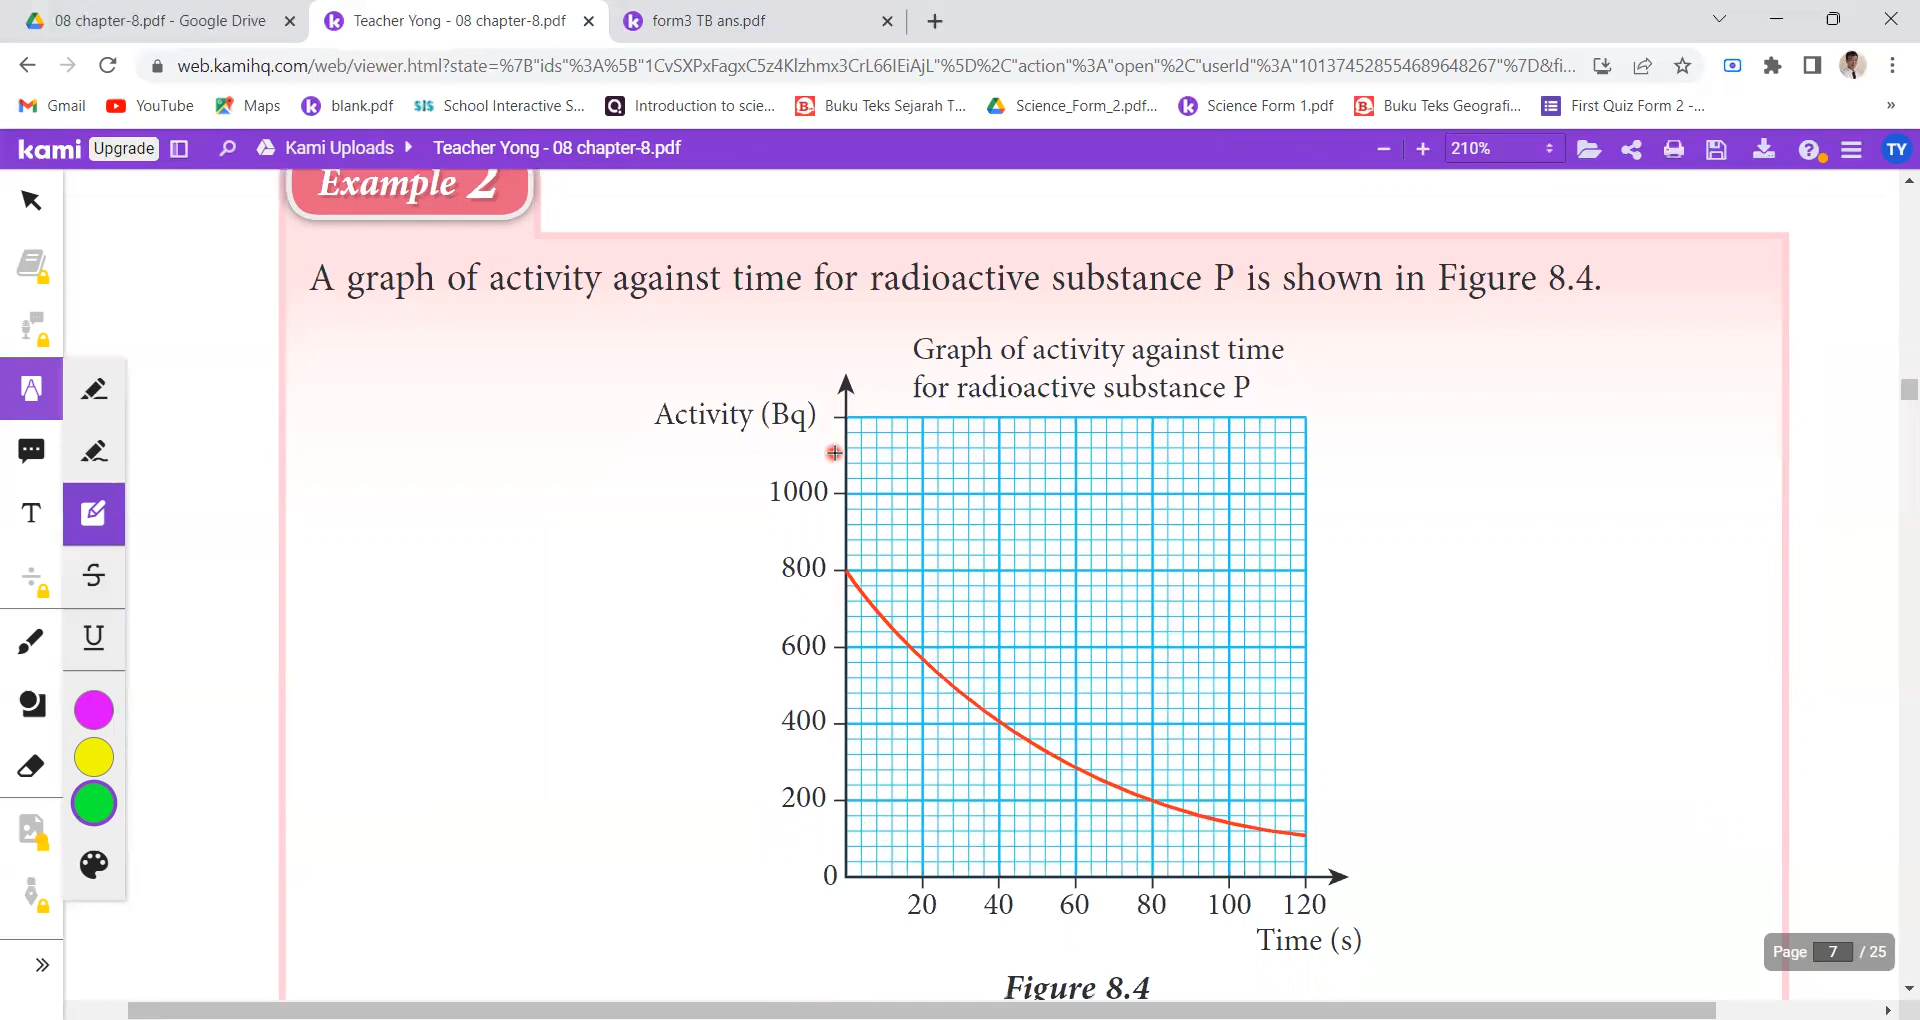 08 chapter-8.pdf - Google Drive
Teacher Yong - 08 chapter-8.pdf
form3 TB ans.pdf
web.kamihq.com/web/viewer.html?state=%7B"ids"%3A%5B"1CvSXPxFagxC5z4Klzhmx3CrL66IEiAjL"%5D%2C"action"%3A"open"%2C"userId"%3A"101374528554689648267"%7D&fi...
Gmail
YouTube
Maps
blank.pdf
SIS School Interactive S...
Introduction to scie...
Buku Teks Sejarah T...
Science_Form_2.pdf...
Science Form 1.pdf
Buku Teks Geografi...
First Quiz Form 2 -...
»
kami
Upgrade
Kami Uploads
Teacher Yong - 08 chapter-8.pdf
210%
TY
Example 2
A graph of activity against time for radioactive substance P is shown in Figure 8.4.
Graph of activity against time
for radioactive substance P
Activity (Bq)
1000
800
600
400
200
0
20 40 60 80 100 120
Time (s)
Figure 8.4
T
S
U
Page 7 / 25